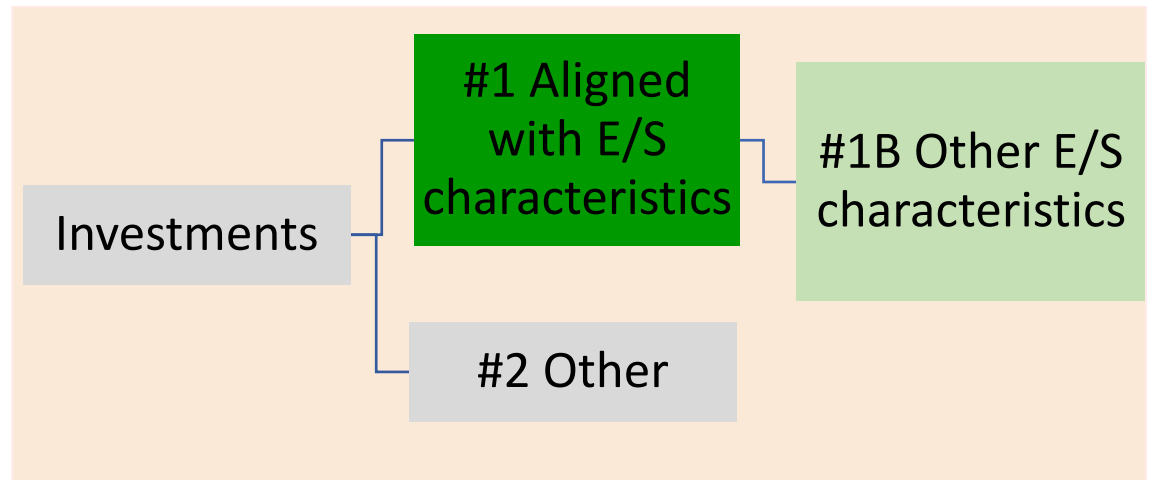 #1 Aligned
with E/S
characteristics
#1B Other E/S
characteristics
Investments
#2 Other